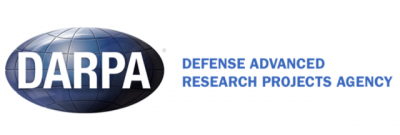 DARPA
DEFENSE ADVANCED
RESEARCH PROJECTS AGENCY